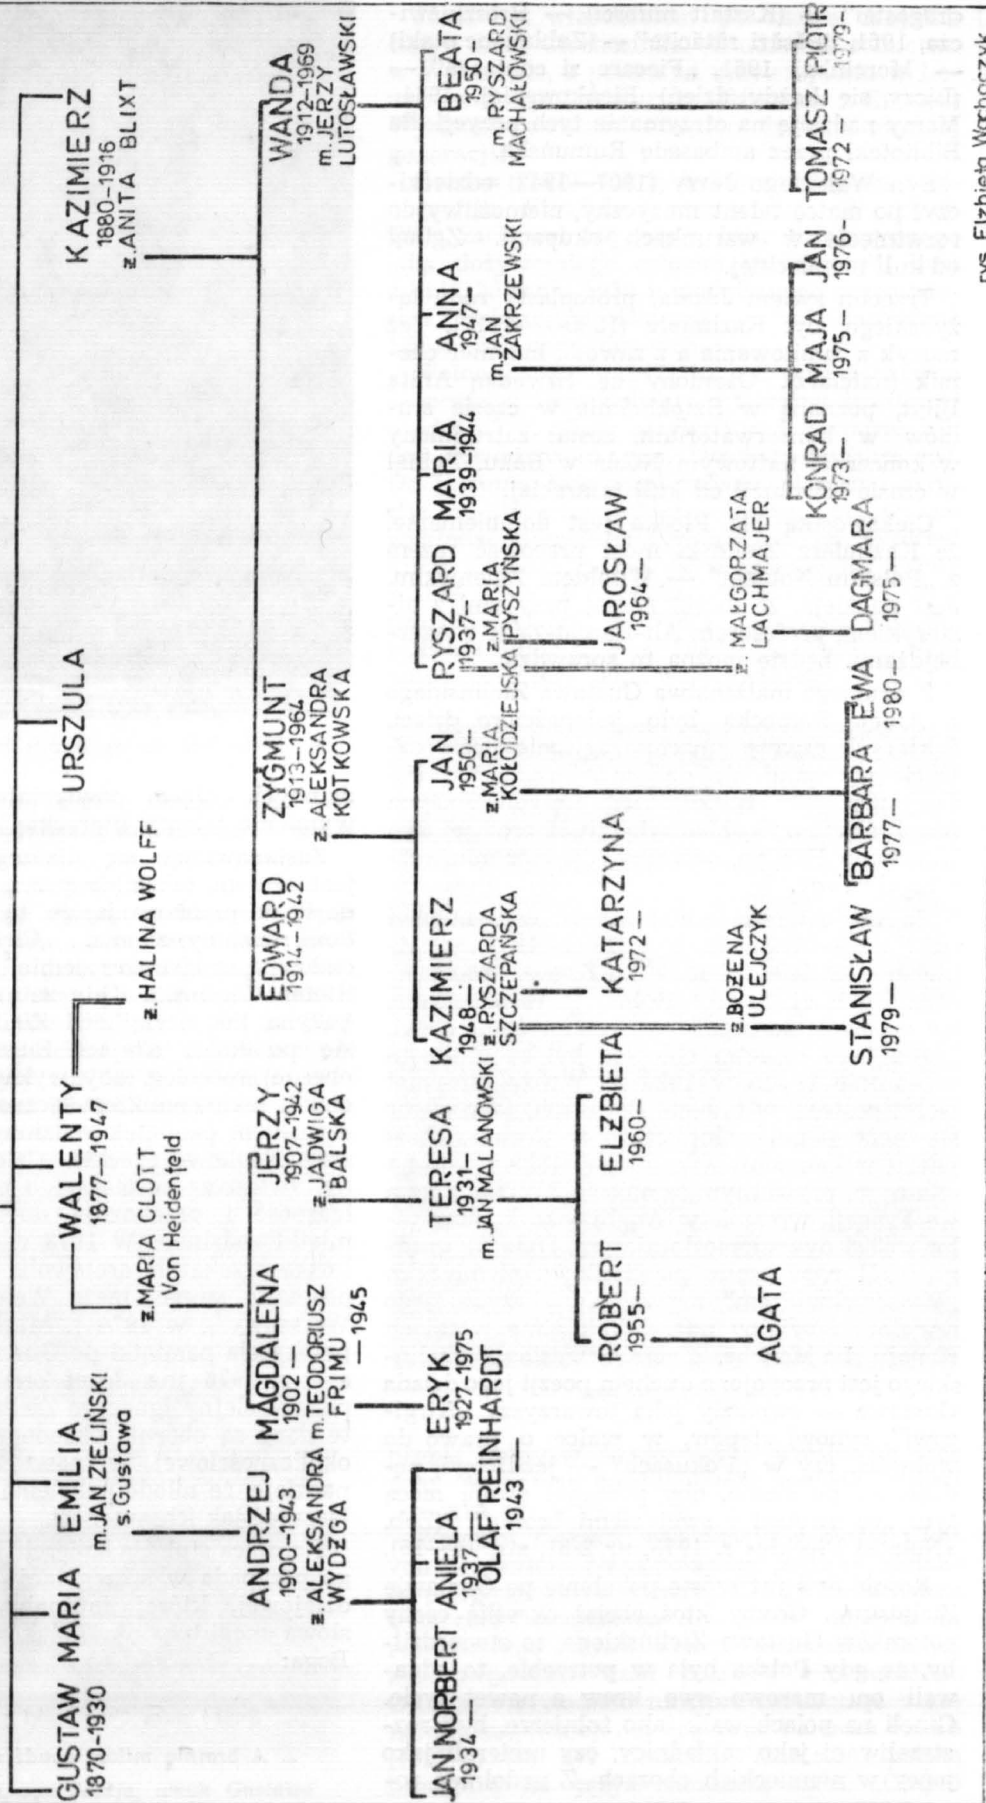 GUSTAW
1870-1930
MARIA
EMILIA
m. JAN ZIELIŃSKI
s. Gustawa
WALENTY
1877-1947
z. MARIA CLOTT
Von Heidenfeld
z. HALINA WOLFF
URSZULA
KAZIMIERZ
1880-1916
z. ANITA BLIXT
ANDRZEJ
1900-1943
z. ALEKSANDRA
WYDŻGA
MAGDALENA
1902-
m. TEODORIUSZ
FRIMU
—1945
JERZY
1907-1942
z. JADWIGA
BALSKA
EDWARD
1914-1942
ZYGMUNT
1913-1964
z. ALEKSANDRA
KOTKOWSKA
WANDA
1912-1969
m. JERZY
LUTOSŁAWSKI
JAN NORBERT
1934—
ANIELA
1937—
OLAF REINHARDT
1943—
ERYK
1927-1975
TERESA
1931—
m. JAN MALANOWSKI
KAZIMIERZ
1948—
z. RYSZARDA
SZCZEPAŃSKA
JAN
1950—
z. MARIA
KOŁODZIEJSKA
RYSZARD
1937—
z. MARIA
PYSZYŃSKA
MARIA
1939-1944
ANNA
1947—
m. JAN
ZAKRZEWSKI
BEATA
1950—
m. RYSZARD
MACHAŁOWSKI
ROBERT
1955—
ELŻBIETA
1960—
KATARZYNA
1972—
z. BOŻENA
ULEJCZYK
JAROSŁAW
1964—
z. MAŁGORZATA
LACHMAJER
KONRAD
1973—
MAJA
1975—
JAN
1976—
TOMASZ
1972—
PIOTR
1979—
AGATA
STANISŁAW
1979—
BARBARA
1977—
EWA
1980—
DAGMARA
1975—
rys. Elżbieta Wąchoczyk